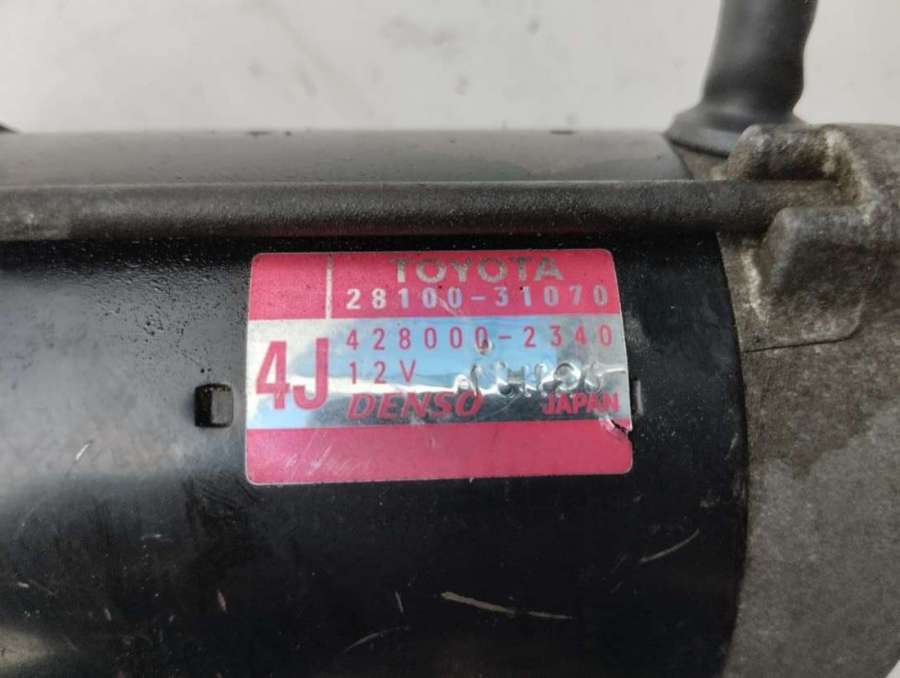 TOYOTA
28100-31070
428000-2340
4J
12V
DENSO JAPAN